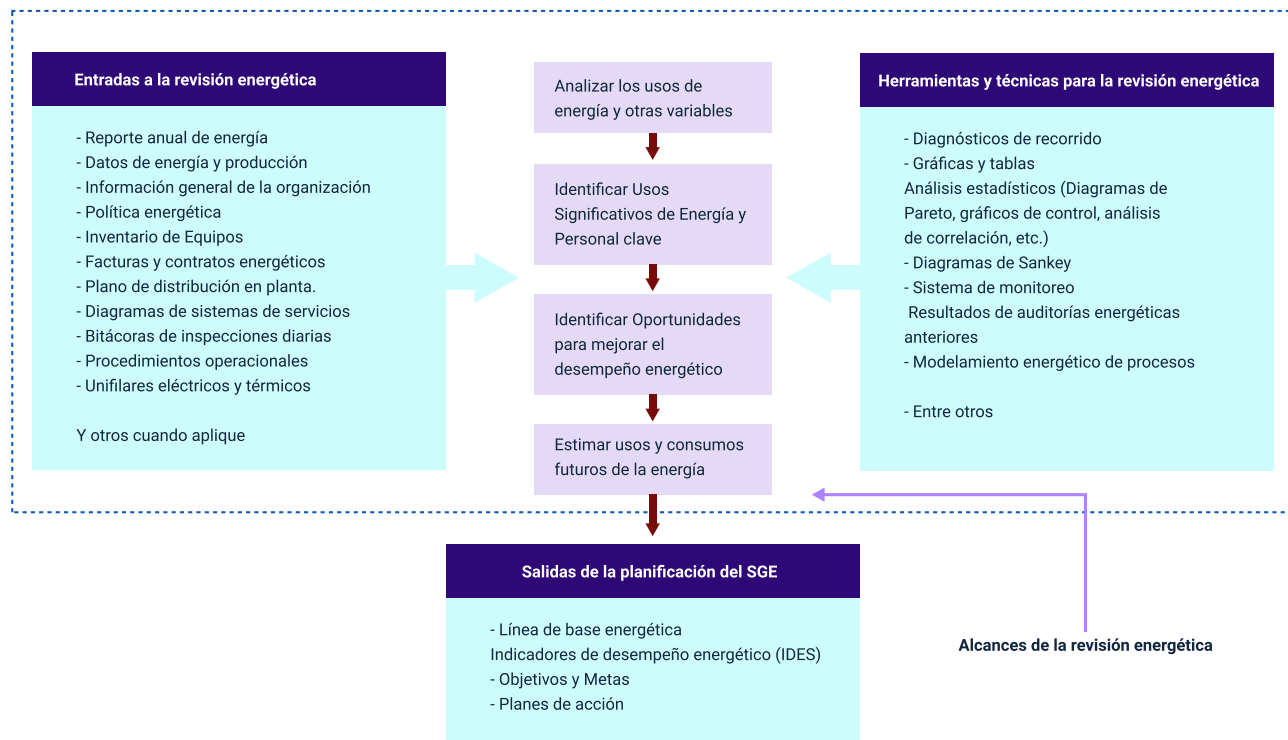 Entradas a la revisión energética
- Reporte anual de energía
- Datos de energía y producción
- Información general de la organización
- Política energética
- Inventario de Equipos
- Facturas y contratos energéticos
- Plano de distribución en planta.
- Diagramas de sistemas de servicios
- Bitácoras de inspecciones diarias
- Procedimientos operacionales
- Unifilares eléctricos y térmicos
Y otros cuando aplique
Analizar los usos de
energía y otras variables
Identificar Usos
Significativos de Energía y
Personal clave
Identificar Oportunidades
para mejorar el
desempeño energético
Estimar usos y consumos
futuros de la energía
Herramientas y técnicas para la revisión energética
- Diagnósticos de recorrido
- Gráficas y tablas
Análisis estadísticos (Diagramas de
Pareto, gráficos de control, análisis
de correlación, etc.)
- Diagramas de Sankey
- Sistema de monitoreo
Resultados de auditorías energéticas
anteriores
- Modelamiento energético de procesos
- Entre otros
Salidas de la planificación del SGE
- Línea de base energética
Indicadores de desempeño energético (IDES)
- Objetivos y Metas
- Planes de acción
Alcances de la revisión energética